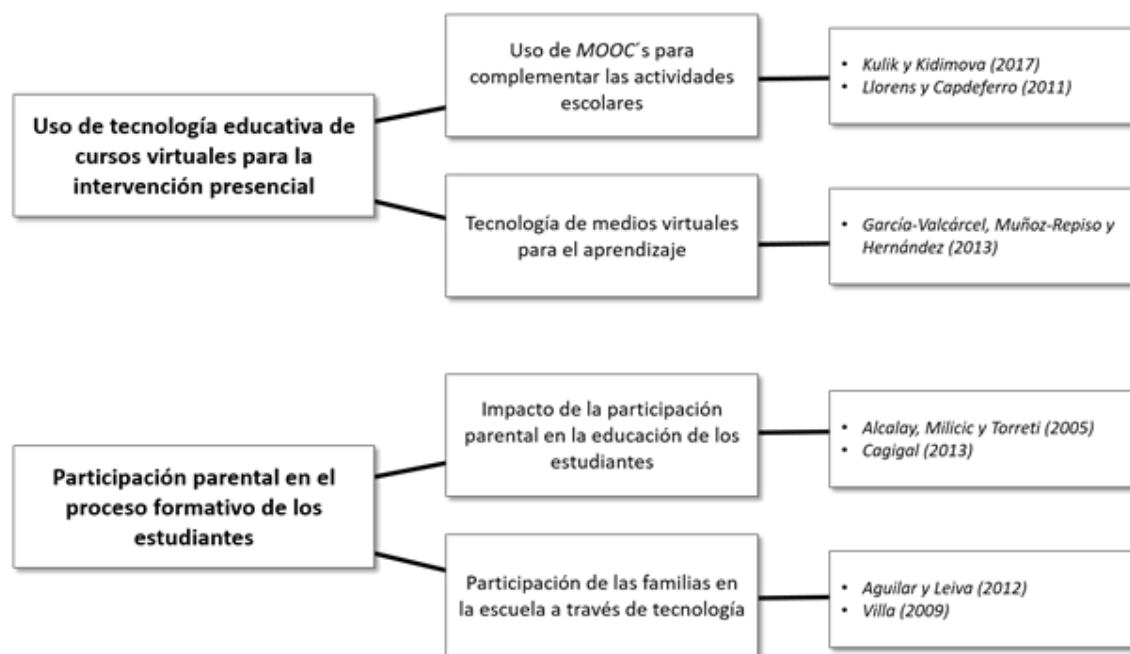 Uso de tecnología educativa de
cursos virtuales para la
intervención presencial
Uso de MOOC´s para
complementar las actividades
escolares
• Kulik y Kidimova (2017)
• Llorens y Capdeferro (2011)
Tecnología de medios virtuales
para el aprendizaje
• García-Valcárcel, Muñoz-Repiso y
Hernández (2013)
Participación parental en el
proceso formativo de los
estudiantes
Impacto de la participación
parental en la educación de los
estudiantes
• Alcalay, Milicic y Torreti (2005)
• Cagigal (2013)
Participación de las familias en
la escuela a través de tecnología
• Aguilar y Leiva (2012)
• Villa (2009)